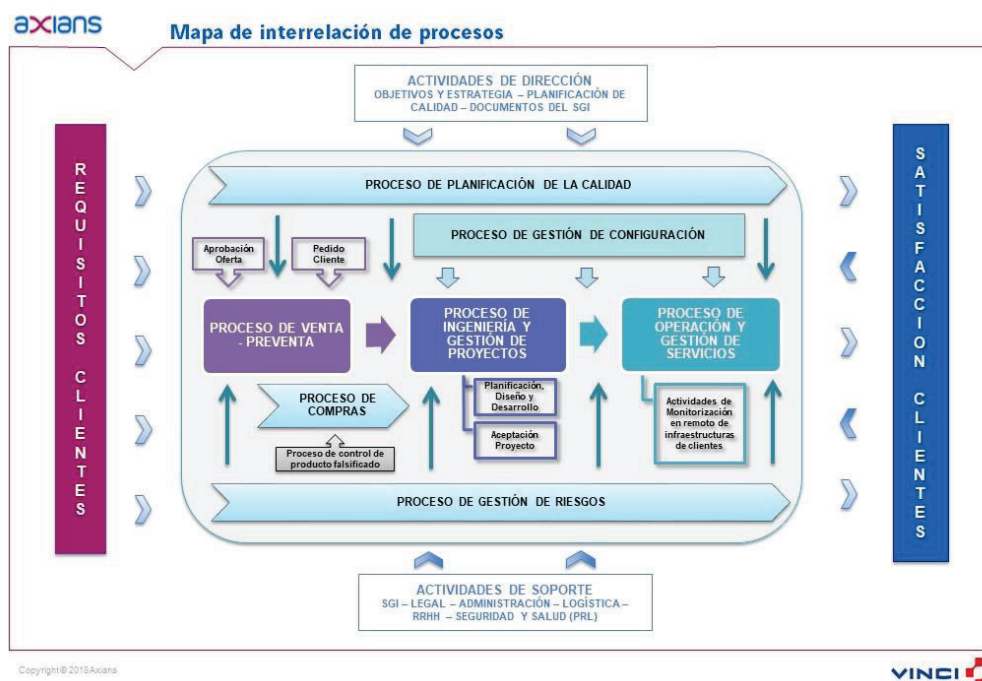 axians
Mapa de interrelación de procesos
ACTIVIDADES DE DIRECCIÓN
OBJETIVOS Y ESTRATEGIA – PLANIFICACIÓN DE
CALIDAD – DOCUMENTOS DEL SGI
REQUISITOS CLIENTES
PROCESO DE PLANIFICACIÓN DE LA CALIDAD
PROCESO DE GESTIÓN DE CONFIGURACIÓN
Aprobación
Oferta
Pedido
Cliente
PROCESO DE VENTA
- PREVENTA
PROCESO DE
INGENIERÍA Y
GESTIÓN DE
PROYECTOS
PROCESO DE
OPERACIÓN Y
GESTIÓN DE
SERVICIOS
PROCESO DE
COMPRAS
Proceso de control de
producto falsificado
Planificación,
Diseño y
Desarrollo
Aceptación
Proyecto
Actividades de
Monitorización
en remoto de
infraestructuras
de clientes
PROCESO DE GESTIÓN DE RIESGOS
SATISFACCION CLIENTES
ACTIVIDADES DE SOPORTE
SGI – LEGAL – ADMINISTRACIÓN – LOGÍSTICA –
RRHH – SEGURIDAD Y SALUD (PRL)
Copyright © 2015 Axians
VINCI